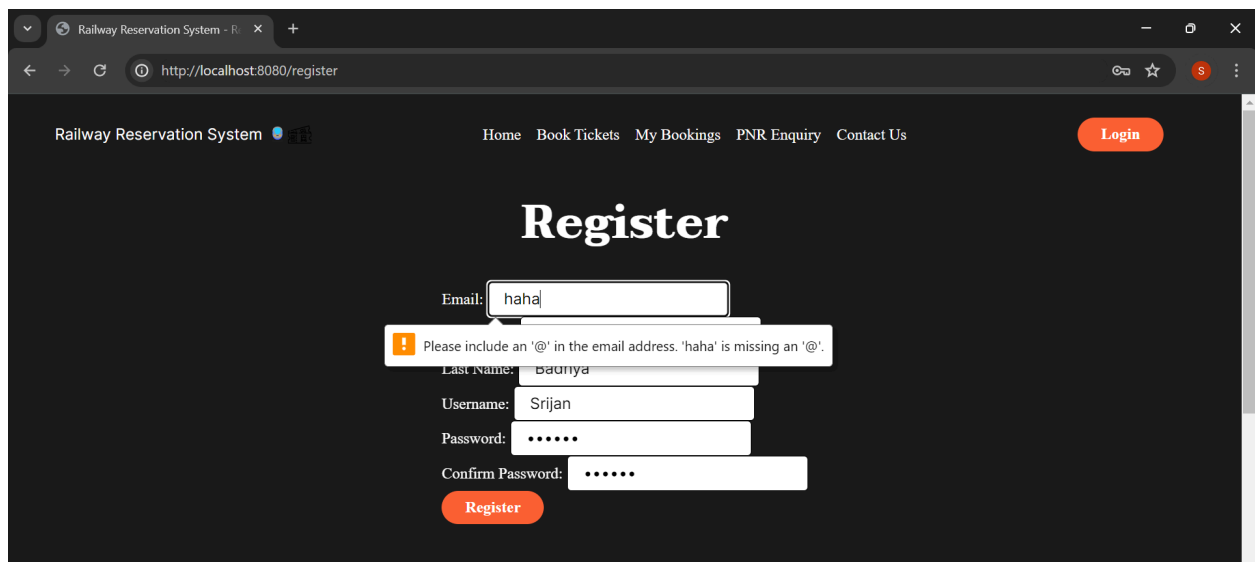 Railway Reservation System - R
http://localhost:8080/register
S
Railway Reservation System Home Book Tickets My Bookings PNR Enquiry Contact Us Login
Register
Email: haha
Please include an '@' in the email address. 'haha' is missing an '@'.
Last Name: Badriya
Username: Srijan
Password: ••••••
Confirm Password: ••••••
Register